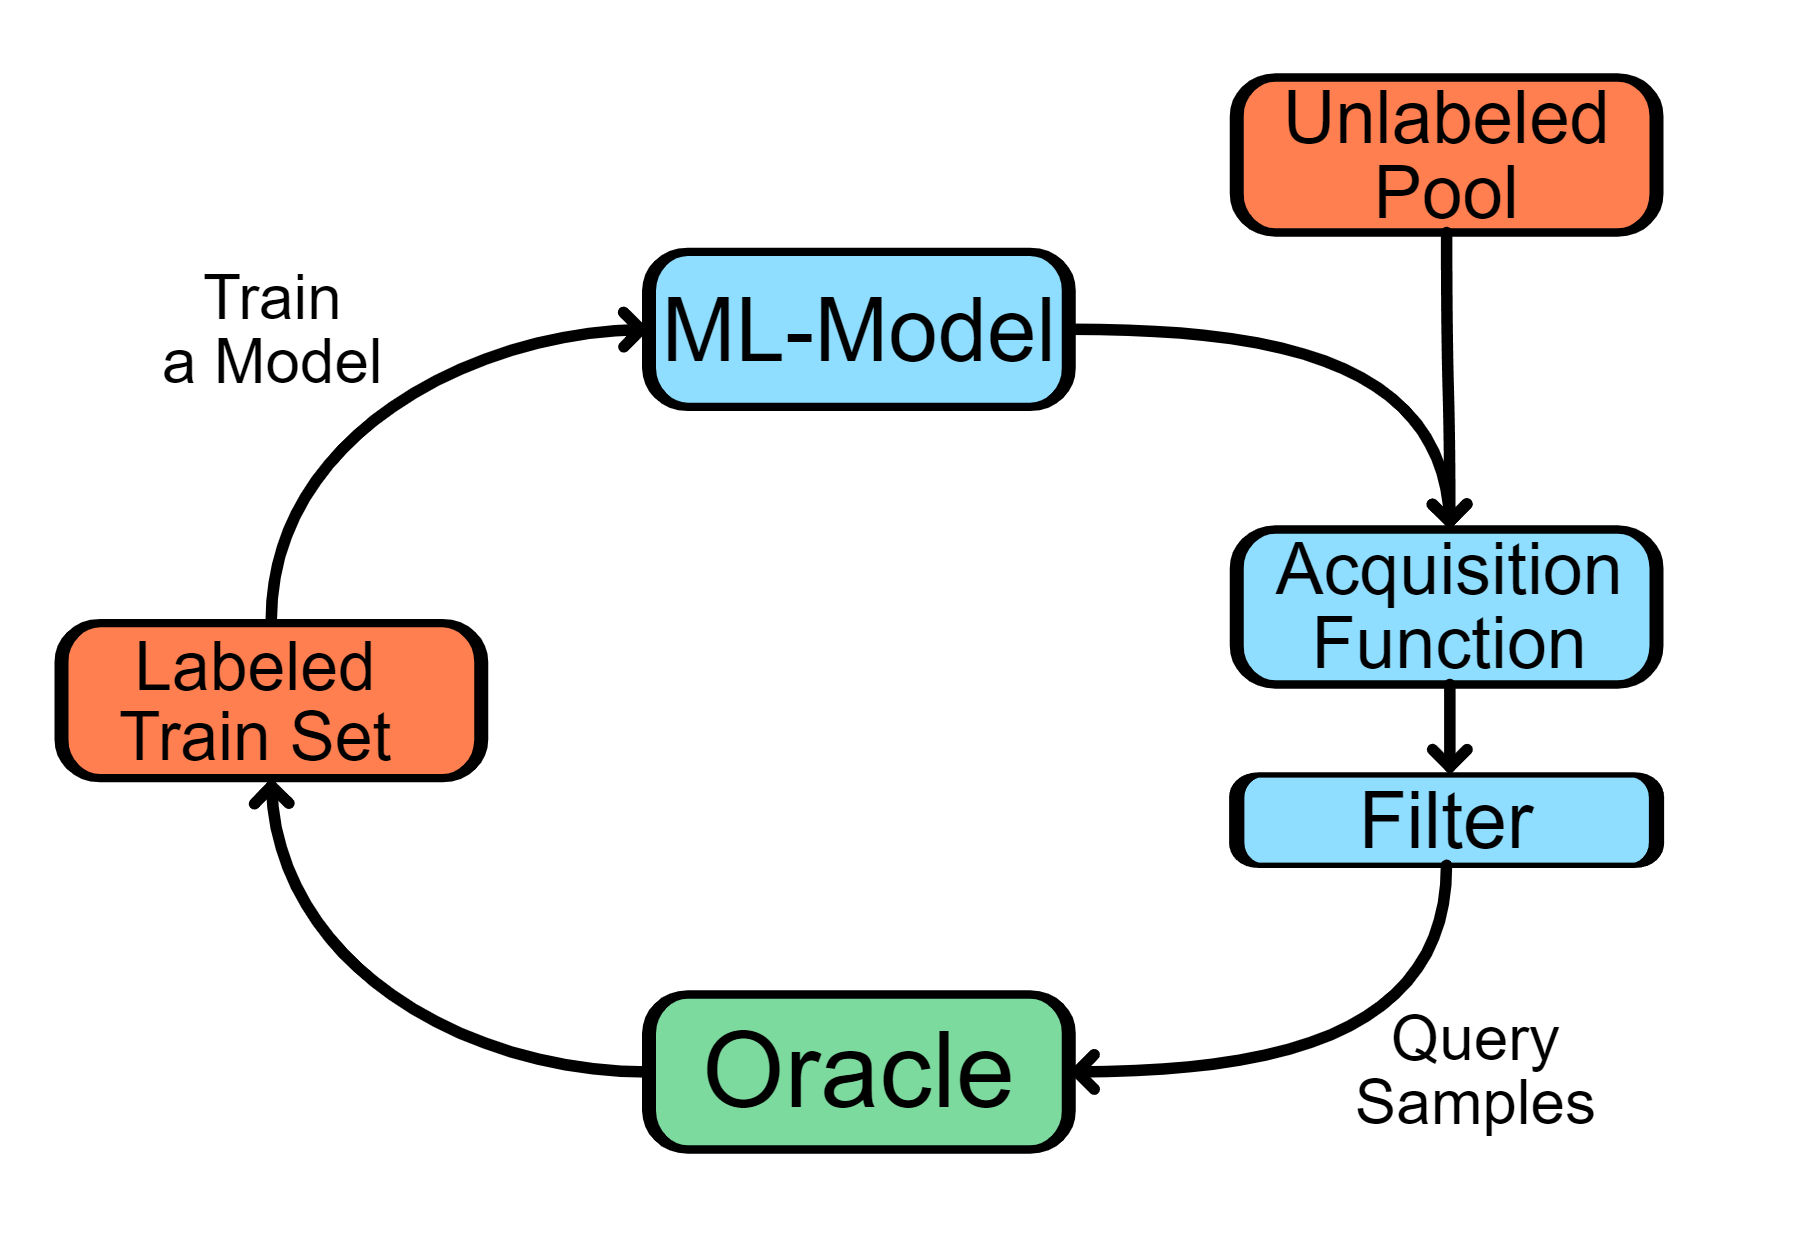 Unlabeled
Pool
Train
a Model
ML-Model
Acquisition
Function
Labeled
Train Set
Filter
Oracle
Query
Samples